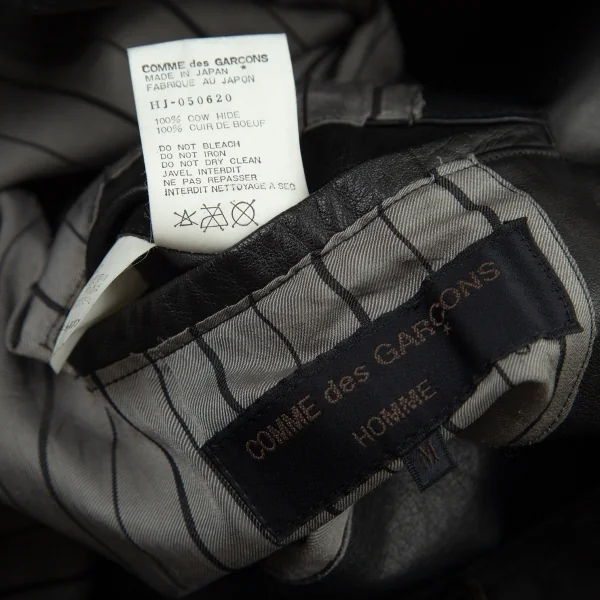 COMME des GARCONS
MADE IN JAPAN
FABRIQUE AU JAPON
HJ-050620
100% COW HIDE
100% CUIR DE BOEUF
DO NOT BLEACH
DO NOT IRON
DO NOT DRY CLEAN
JAVEL INTERDIT
NE PAS REPASSER
INTERDIT NETTOYAGE A SEC
COMME des GARÇONS
HOMME
M